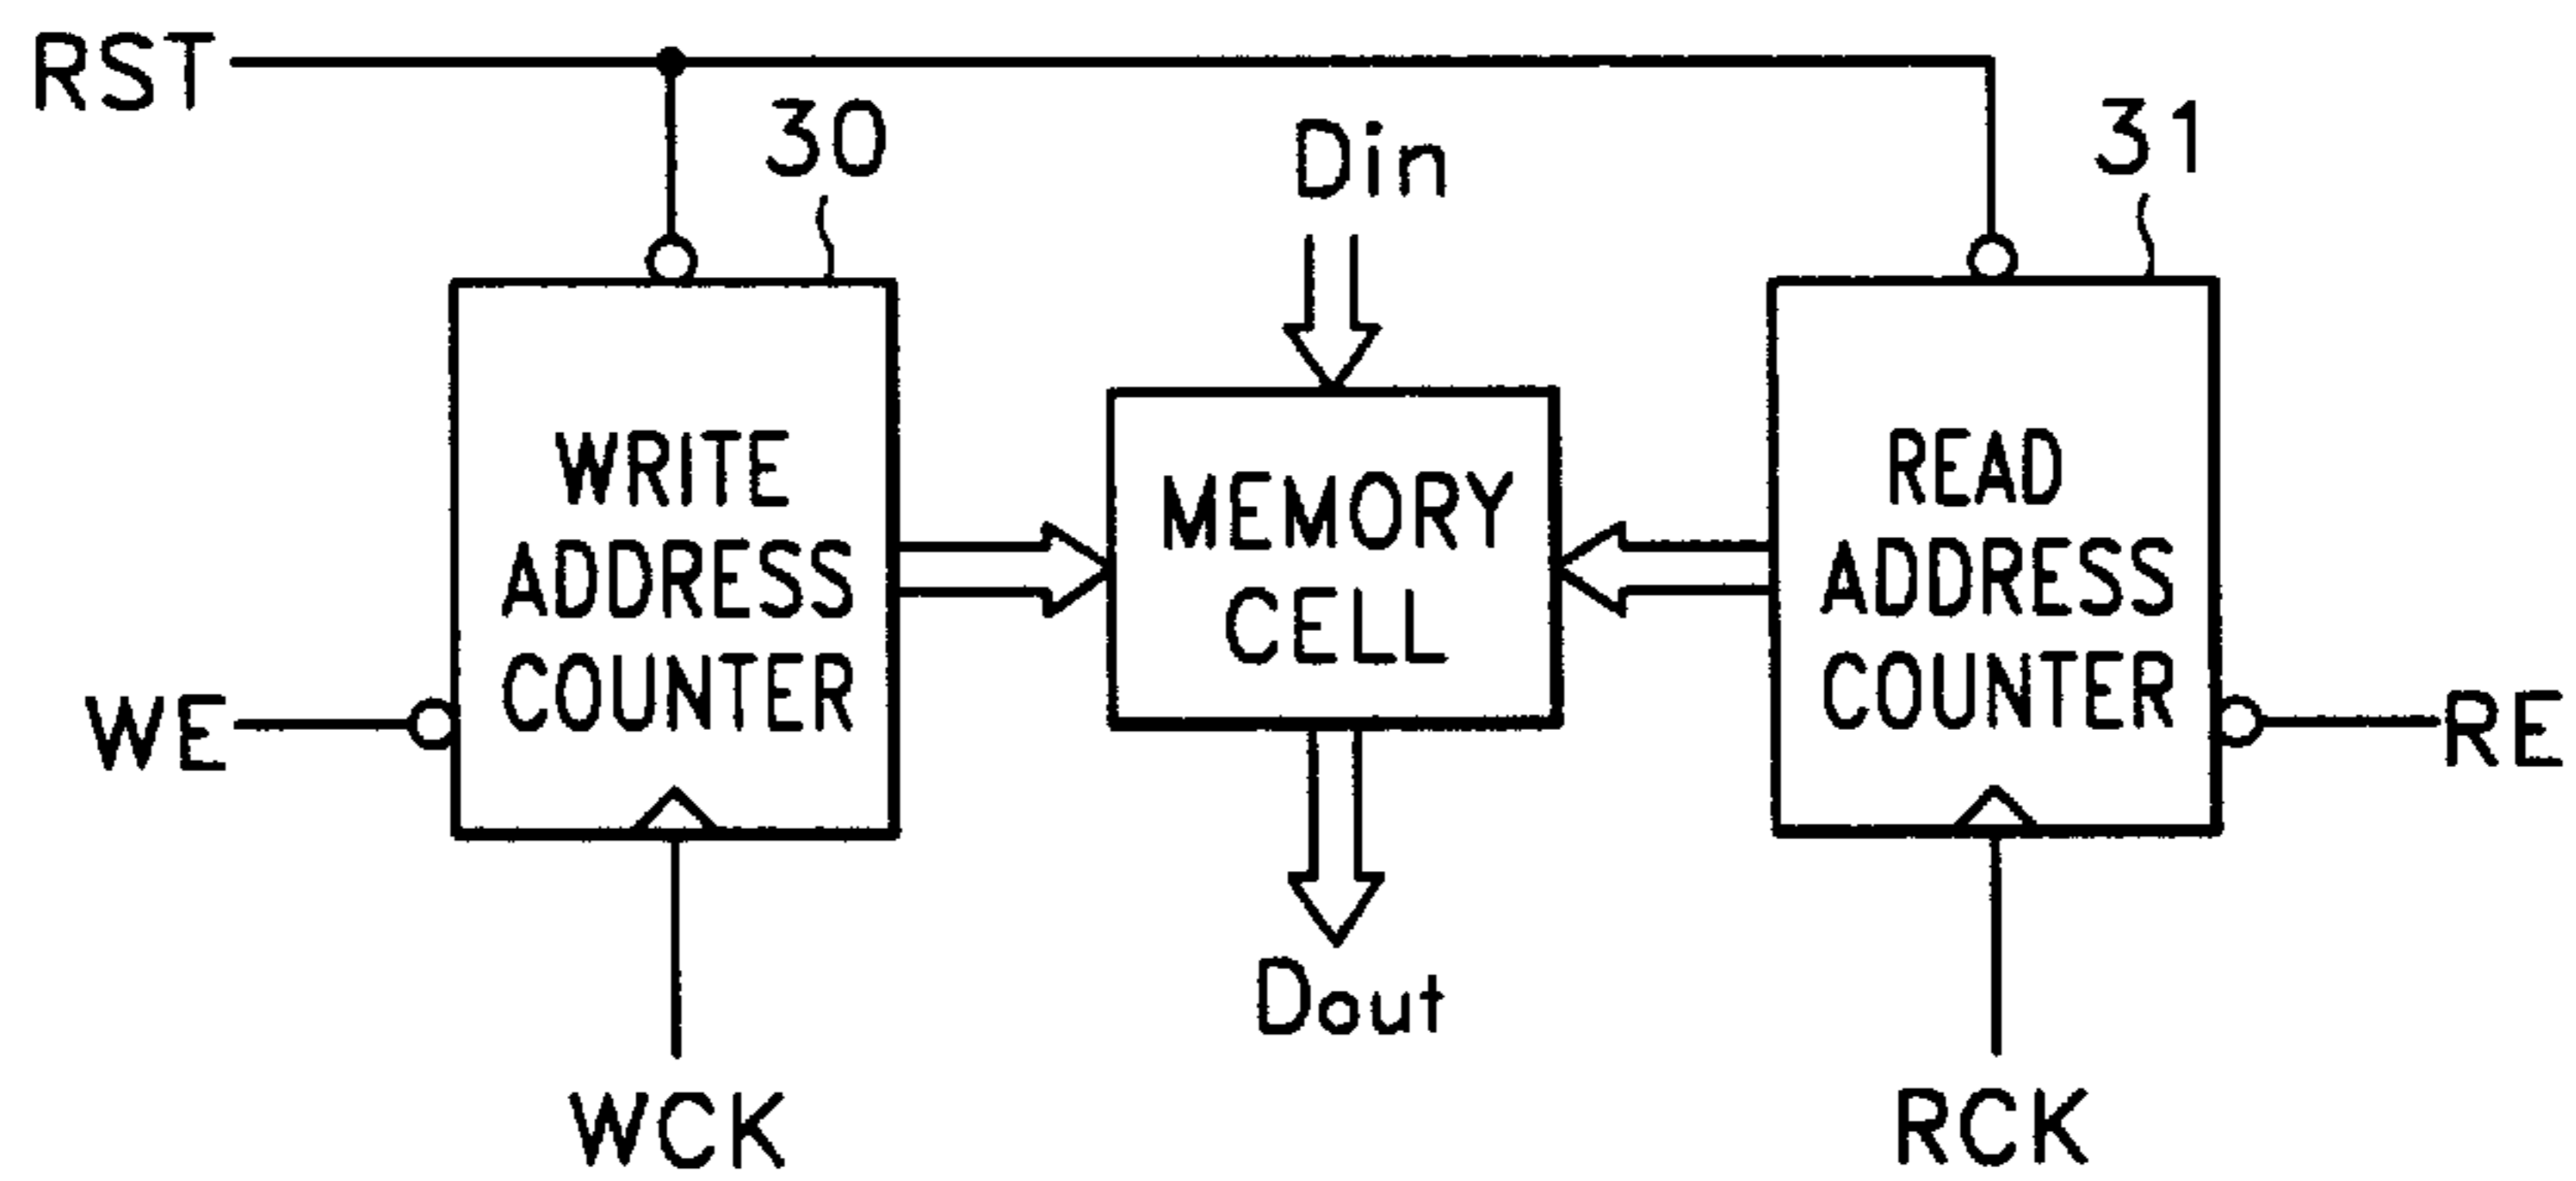 RST
30
Din
31
WRITE
ADDRESS
COUNTER
MEMORY
CELL
READ
ADDRESS
COUNTER
WE
RE
Dout
WCK
RCK